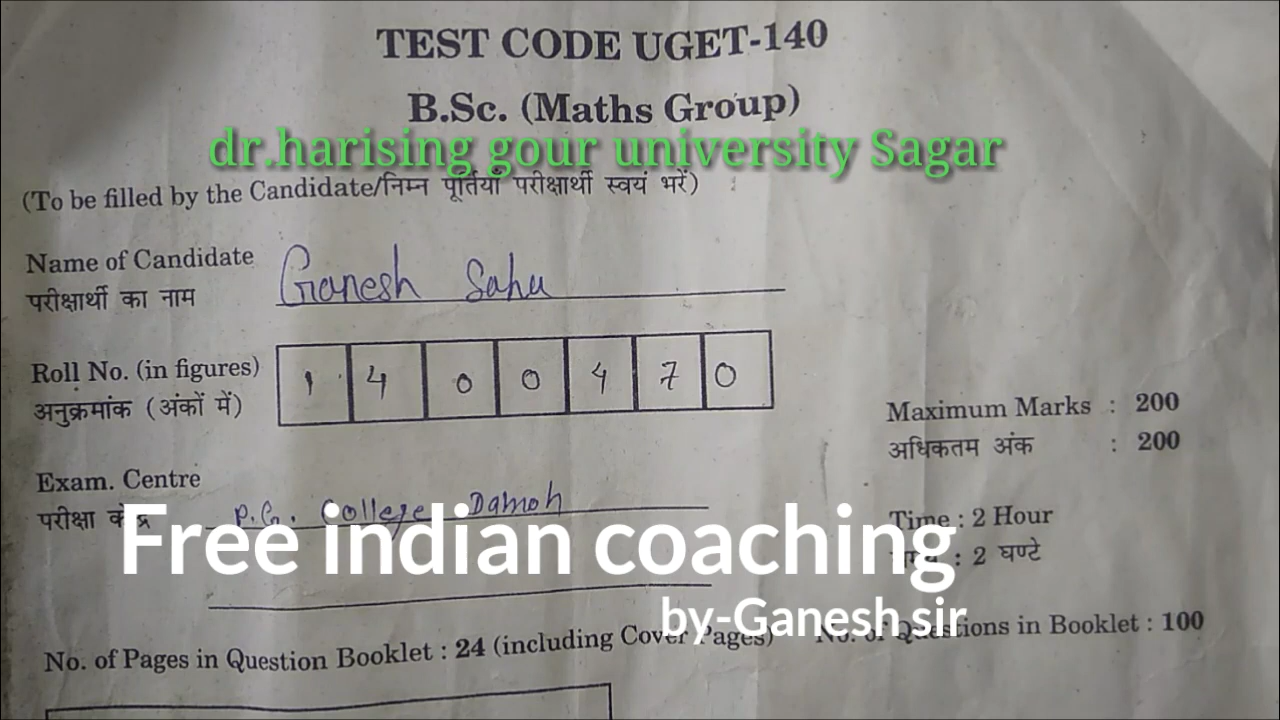 TEST CODE UGET-140
B.Sc. (Maths Group)
dr.harising gour university Sagar
(To be filled by the Candidate/निम्न पूर्तियाँ परीक्षार्थी स्वयं भरें)
Name of Candidate
परीक्षार्थी का नाम
Ganesh Sahu
Roll No. (in figures)
अनुक्रमांक (अंकों में)
1 4 0 0 4 7 0
Maximum Marks : 200
अधिकतम अंक : 200
Exam. Centre
परीक्षा केन्द्र
P.G. College Damoh
Time : 2 Hour
समय : 2 घण्टे
Free indian coaching
by-Ganesh sir
No. of Pages in Question Booklet : 24 (including Cover Pages)
No. of Questions in Booklet : 100